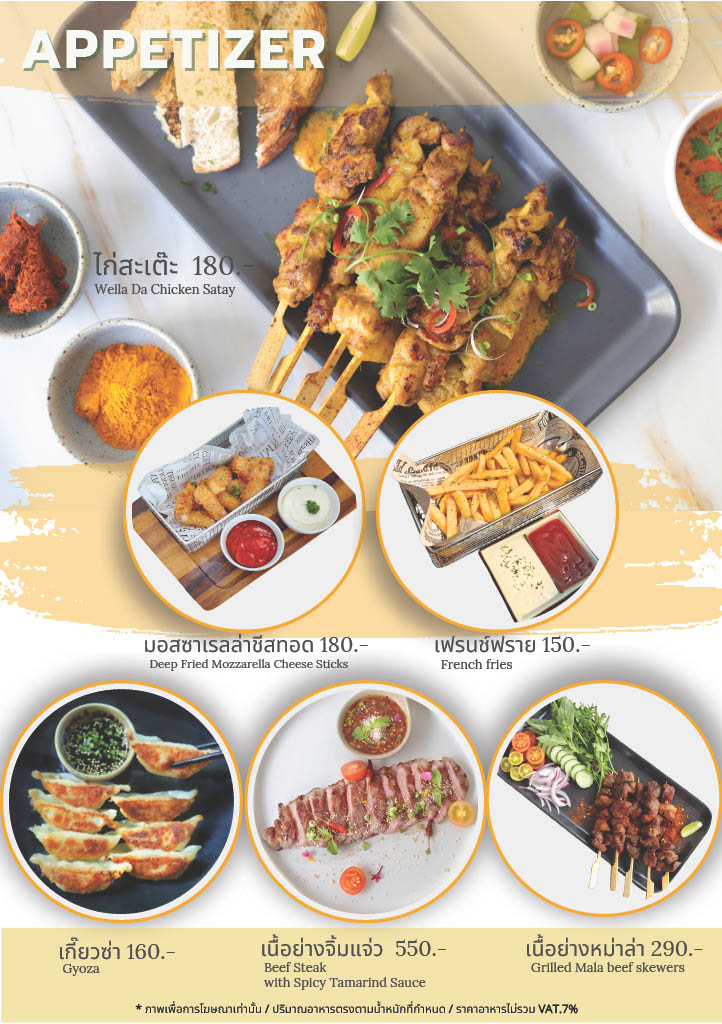 APPETIZER
ไก่สะเต๊ะ 180.-
Wella Da Chicken Satay
มอสซาเรลล่าชีสทอด 180.-
Deep Fried Mozzarella Cheese Sticks
เฟรนช์ฟราย 150.-
French fries
เกี๊ยวซ่า 160.-
Gyoza
เนื้อย่างจิ้มแจ่ว 550.-
Beef Steak
with Spicy Tamarind Sauce
เนื้อย่างหม่าล่า 290.-
Grilled Mala beef skewers
* ภาพเพื่อการโฆษณาเท่านั้น / ปริมาณอาหารตรงตามน้ำหนักที่กำหนด / ราคาอาหารไม่รวม VAT.7%